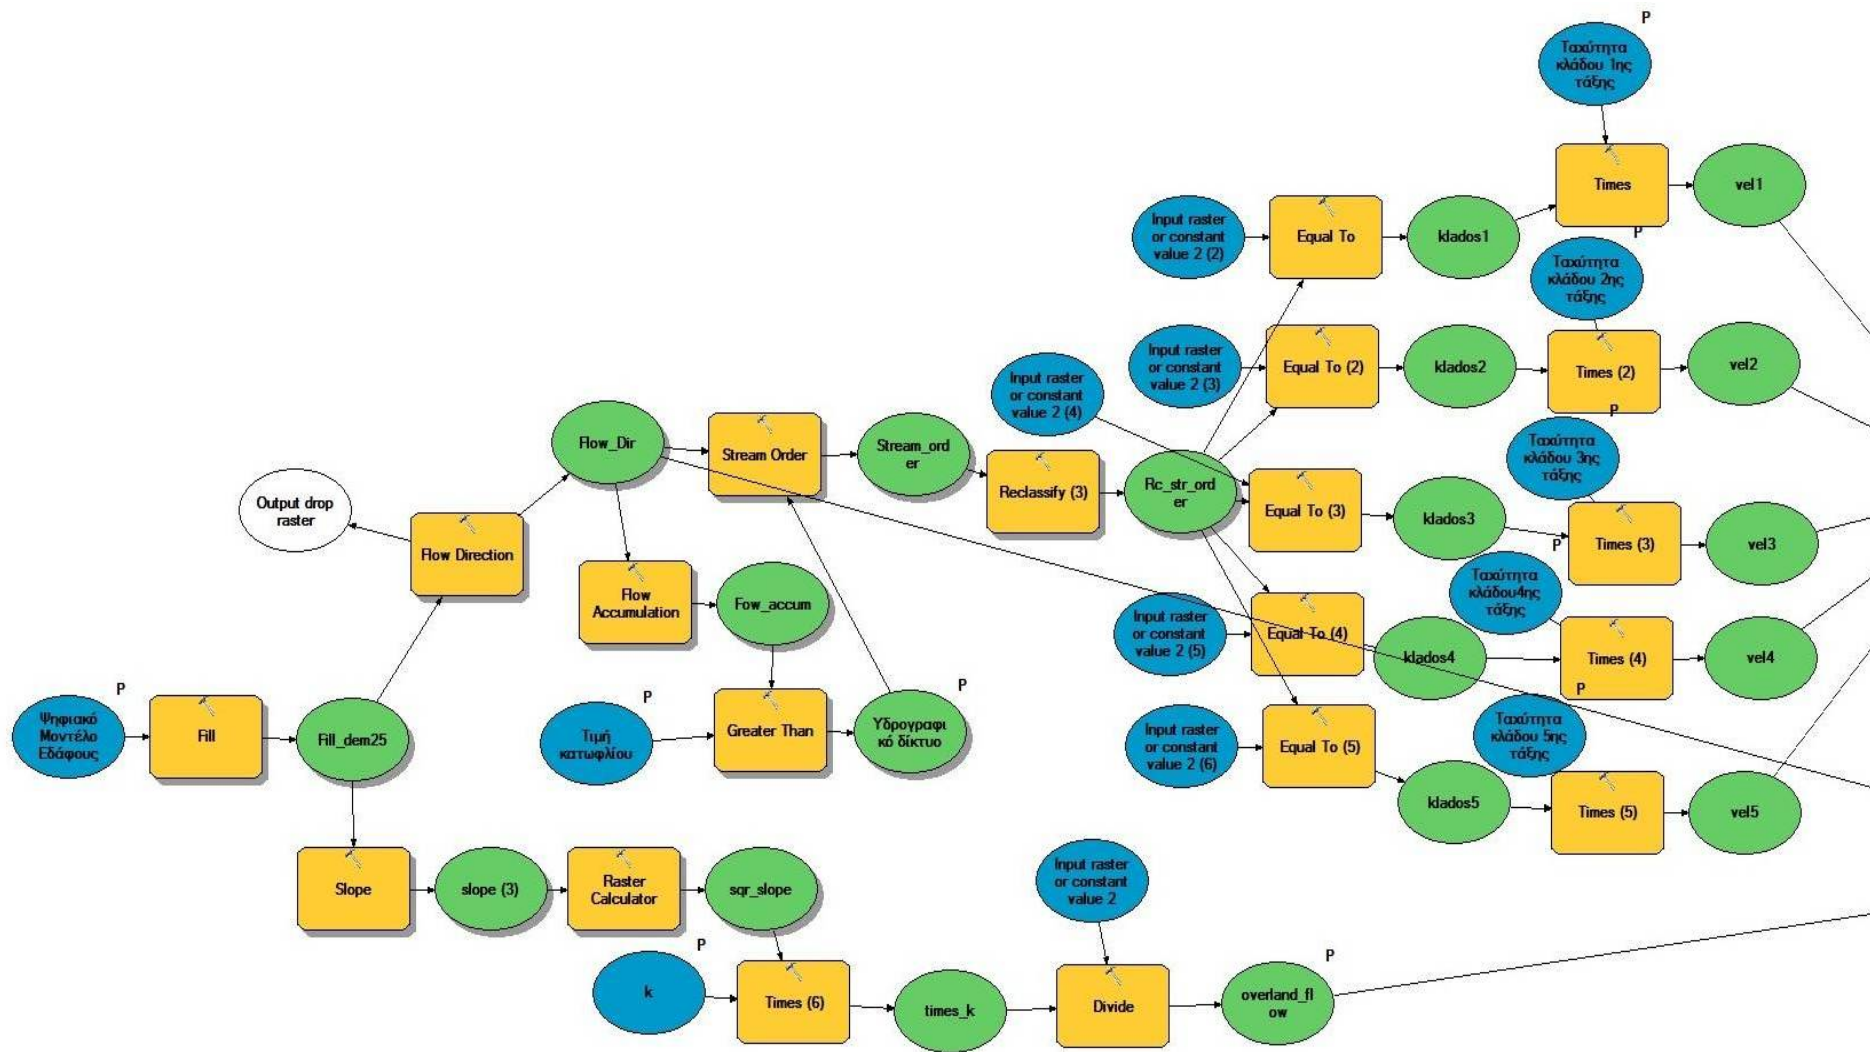 P
Ταχύτητα
κλάδου 1ης
τάξης
Times
vel1
Input raster
or constant
value 2 (2)
Equal To
klados1
P
Ταχύτητα
κλάδου 2ης
τάξης
Input raster
or constant
value 2 (3)
Equal To (2)
klados2
Times (2)
vel2
Input raster
or constant
value 2 (4)
P
Ταχύτητα
κλάδου 3ης
τάξης
Flow_Dir
Stream Order
Stream_ord
er
Reclassify (3)
Rc_str_ord
er
Equal To (3)
klados3
Times (3)
vel3
Output drop
raster
Flow Direction
P
Ταχύτητα
κλάδου4ης
τάξης
Flow
Accumulation
Fow_accum
Input raster
or constant
value 2 (5)
Equal To (4)
klados4
Times (4)
vel4
P
Ψηφιακό
Μοντέλο
Εδάφους
Fill
Fill_dem25
P
Τιμή
κατωφλίου
Greater Than
P
Υδρογραφι
κό δίκτυο
Input raster
or constant
value 2 (6)
Equal To (5)
P
Ταχύτητα
κλάδου 5ης
τάξης
klados5
Times (5)
vel5
Slope
slope (3)
Raster
Calculator
sqr_slope
Input raster
or constant
value 2
P
k
Times (6)
times_k
Divide
P
overland_fl
ow